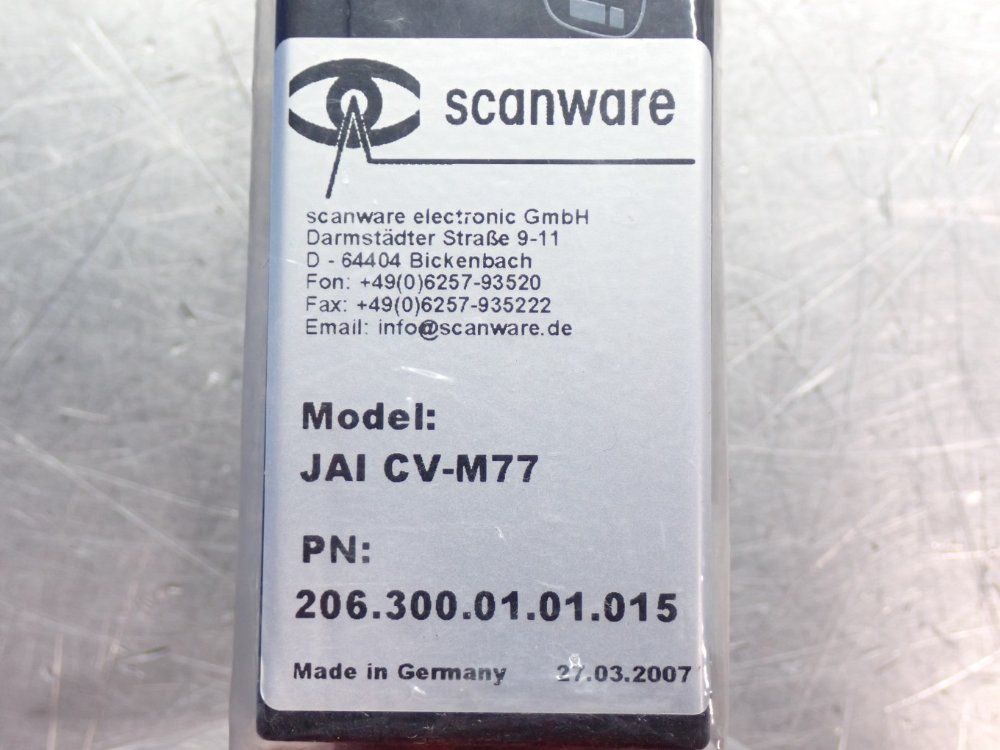 scanware
scanware electronic GmbH
Darmstädter Straße 9-11
D - 64404 Bickenbach
Fon: +49(0)6257-93520
Fax: +49(0)6257-935222
Email: info@scanware.de
Model:
JAI CV-M77
PN:
206.300.01.01.015
Made in Germany 27.03.2007